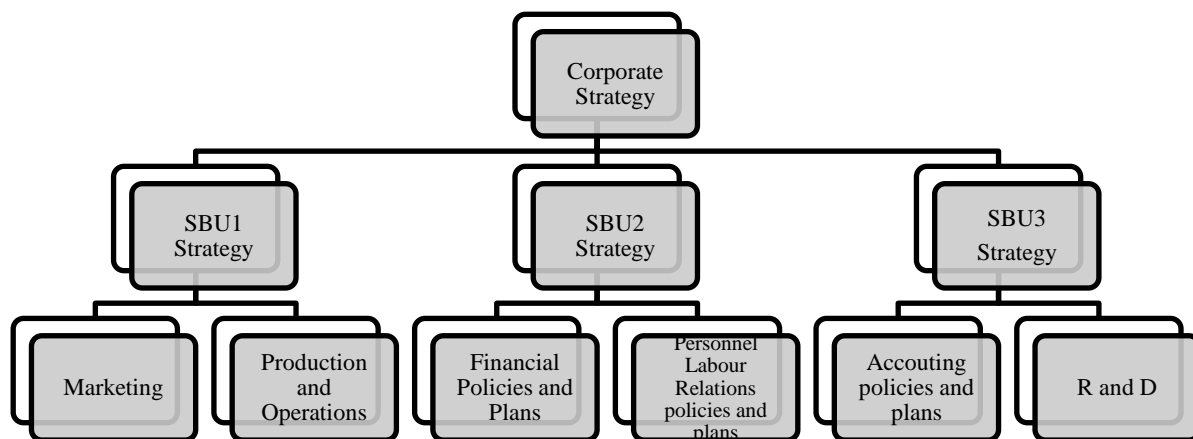 Corporate
Strategy
SBU1
Strategy
SBU2
Strategy
SBU3
Strategy
Marketing
Production
and
Operations
Financial
Policies and
Plans
Personnel
Labour
Relations
policies and
plans
Accouting
policies and
plans
R and D